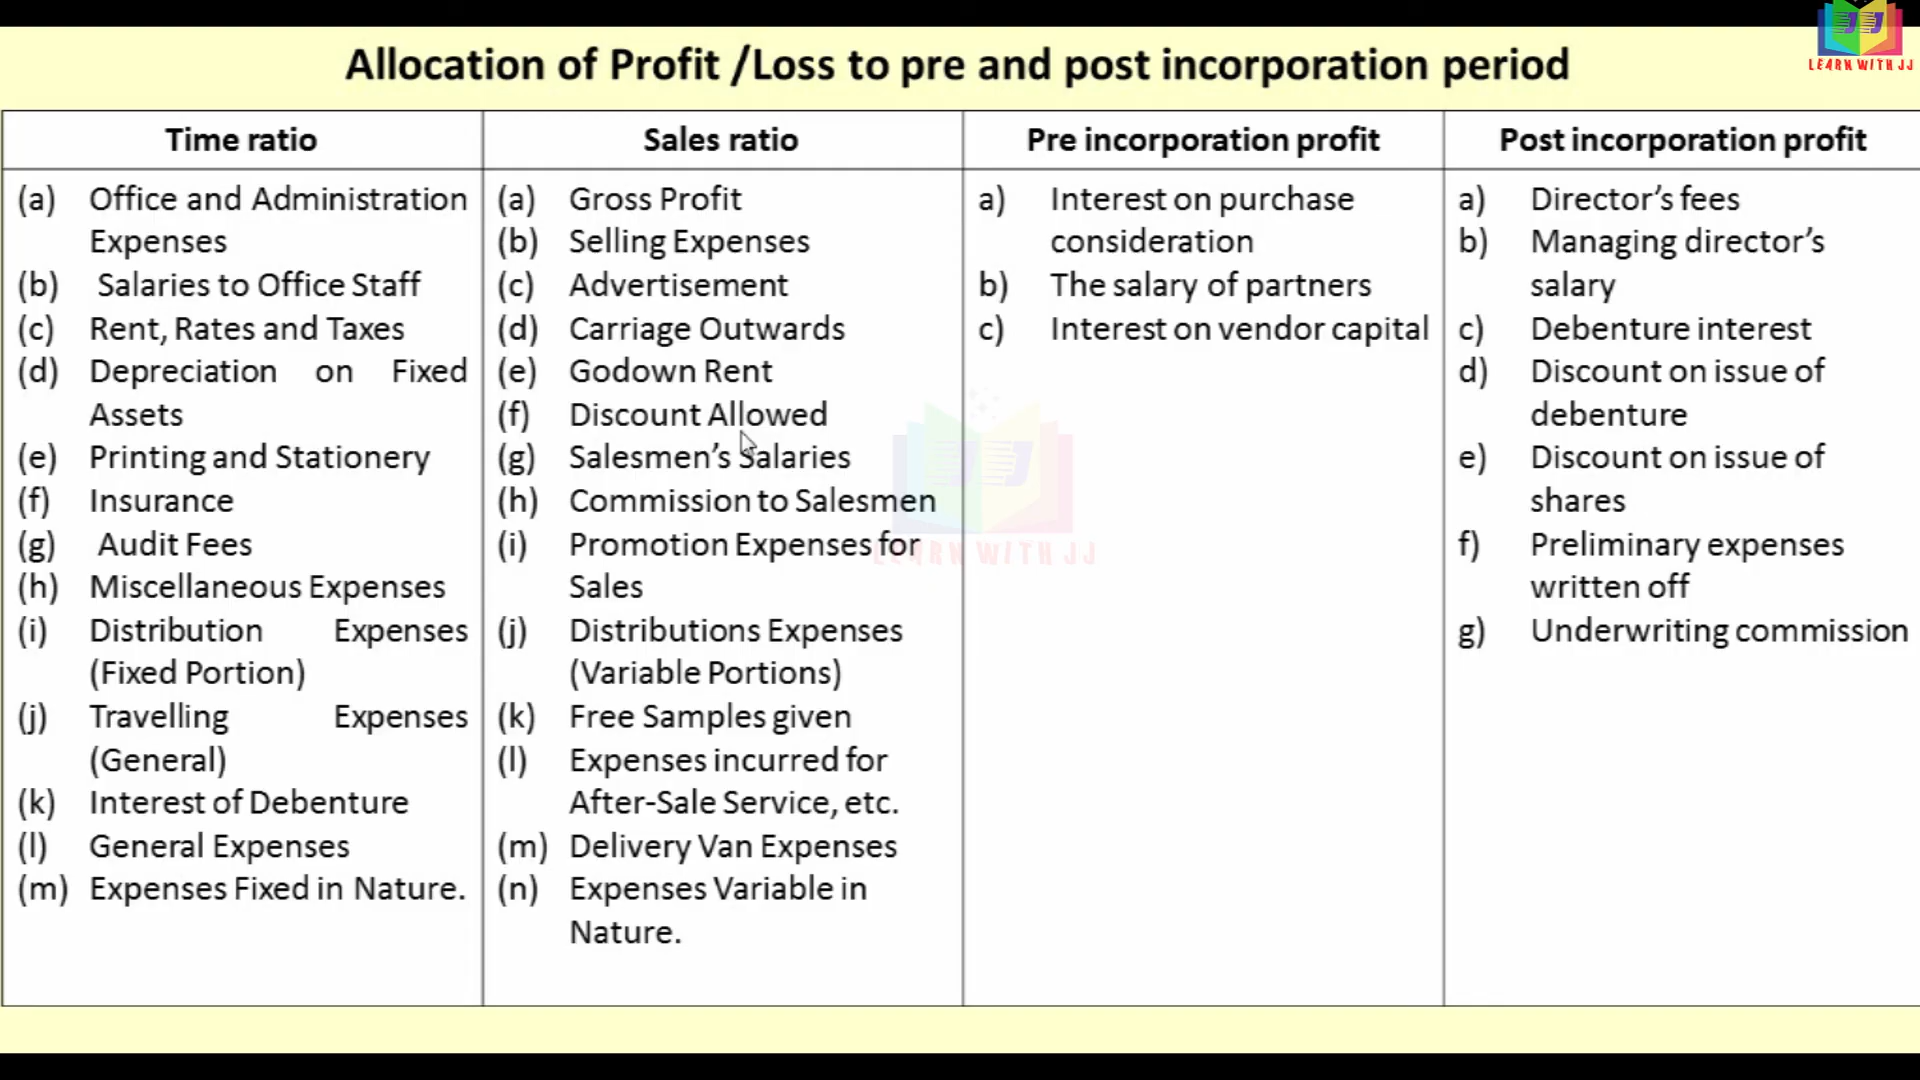 LEARN WITH JJ
Allocation of Profit /Loss to pre and post incorporation period
Time ratio
(a) Office and Administration
Expenses
(b) Salaries to Office Staff
(c) Rent, Rates and Taxes
(d) Depreciation on Fixed
Assets
(e) Printing and Stationery
(f) Insurance
(g) Audit Fees
(h) Miscellaneous Expenses
(i) Distribution Expenses
(Fixed Portion)
(j) Travelling Expenses
(General)
(k) Interest of Debenture
(l) General Expenses
(m) Expenses Fixed in Nature.
Sales ratio
(a) Gross Profit
(b) Selling Expenses
(c) Advertisement
(d) Carriage Outwards
(e) Godown Rent
(f) Discount Allowed
(g) Salesmen’s Salaries
(h) Commission to Salesmen
(i) Promotion Expenses for
Sales
(j) Distributions Expenses
(Variable Portions)
(k) Free Samples given
(l) Expenses incurred for
After-Sale Service, etc.
(m) Delivery Van Expenses
(n) Expenses Variable in
Nature.
Pre incorporation profit
a) Interest on purchase
consideration
b) The salary of partners
c) Interest on vendor capital
Post incorporation profit
a) Director’s fees
b) Managing director’s
salary
c) Debenture interest
d) Discount on issue of
debenture
e) Discount on issue of
shares
f) Preliminary expenses
written off
g) Underwriting commission
JJ
LEARN WITH JJ